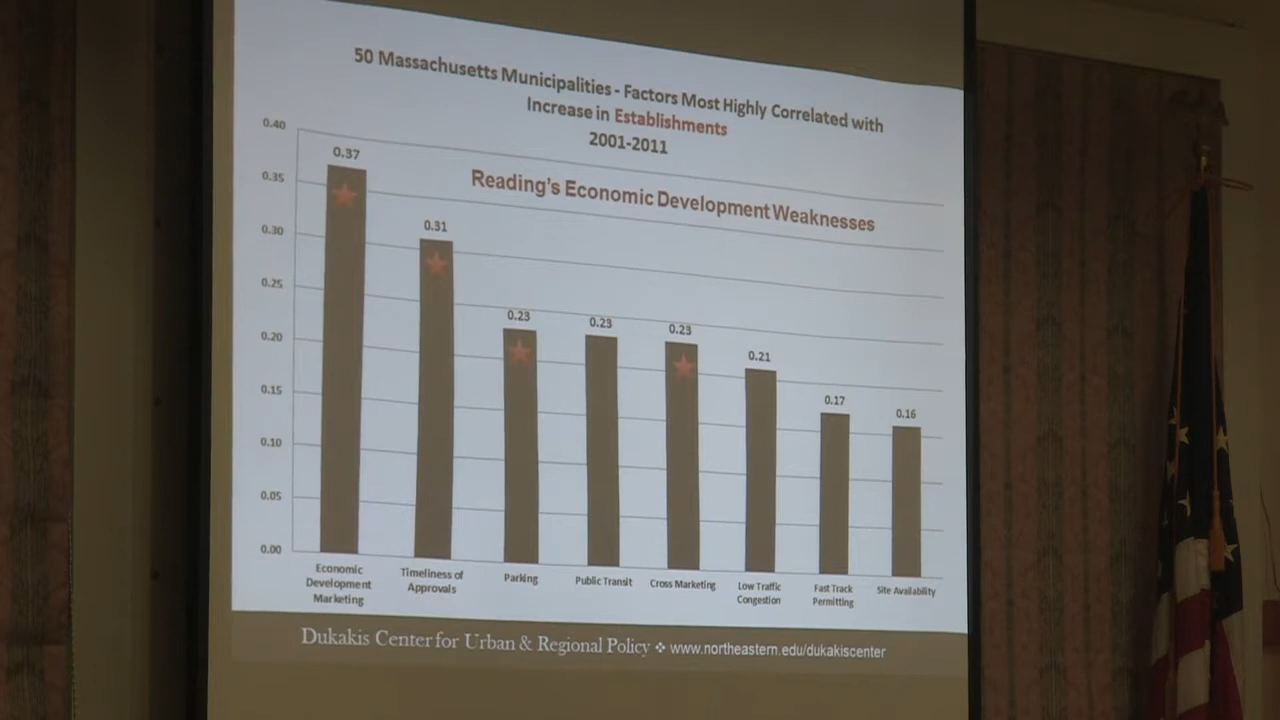 50 Massachusetts Municipalities - Factors Most Highly Correlated with
Increase in Establishments
2001-2011
Reading's Economic Development Weaknesses
0.40
0.35
0.30
0.25
0.20
0.15
0.10
0.05
0.00
0.37
0.31
0.23
0.23
0.23
0.21
0.17
0.16
Economic
Development
Marketing
Timeliness of
Approvals
Parking
Public Transit
Cross Marketing
Low Traffic
Congestion
Fast Track
Permitting
Site Availability
Dukakis Center for Urban & Regional Policy ❖ www.northeastern.edu/dukakiscenter